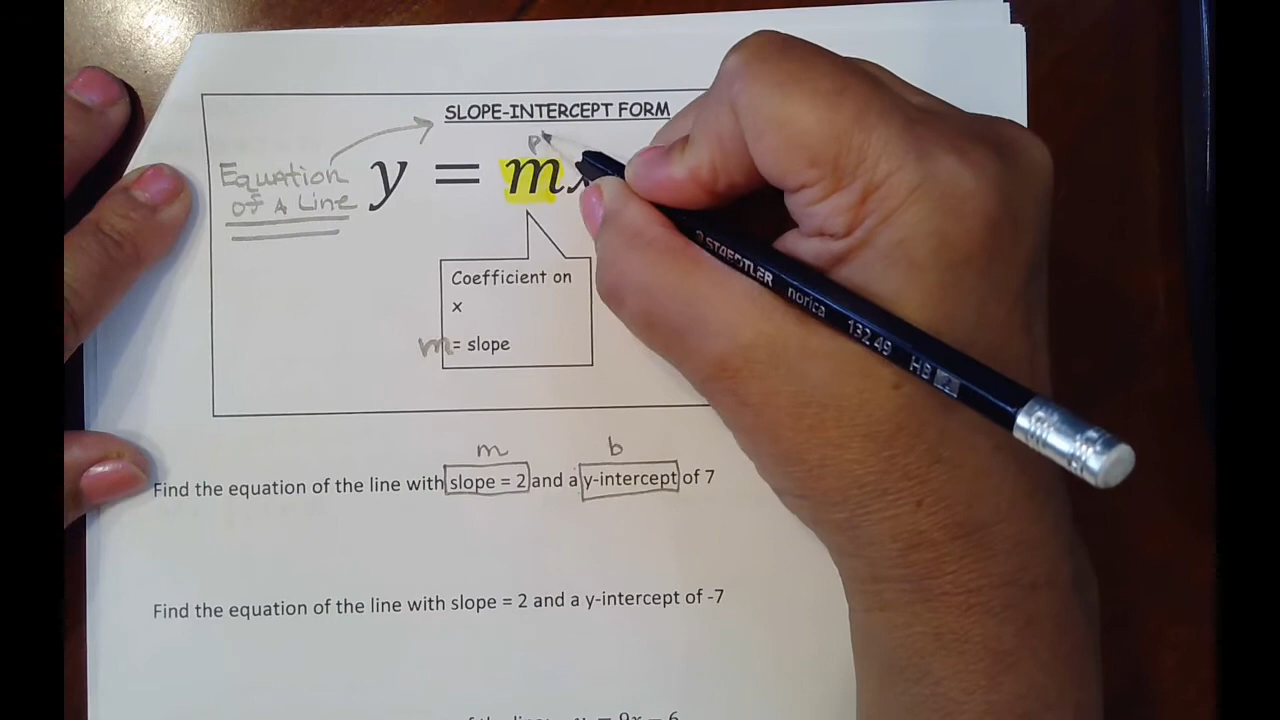 SLOPE-INTERCEPT FORM
Equation
of A Line
y = m
Coefficient on
x
m = slope
m b
Find the equation of the line with slope = 2 and a y-intercept of 7
Find the equation of the line with slope = 2 and a y-intercept of -7
STAEDTLER norica 132 49 HB 2